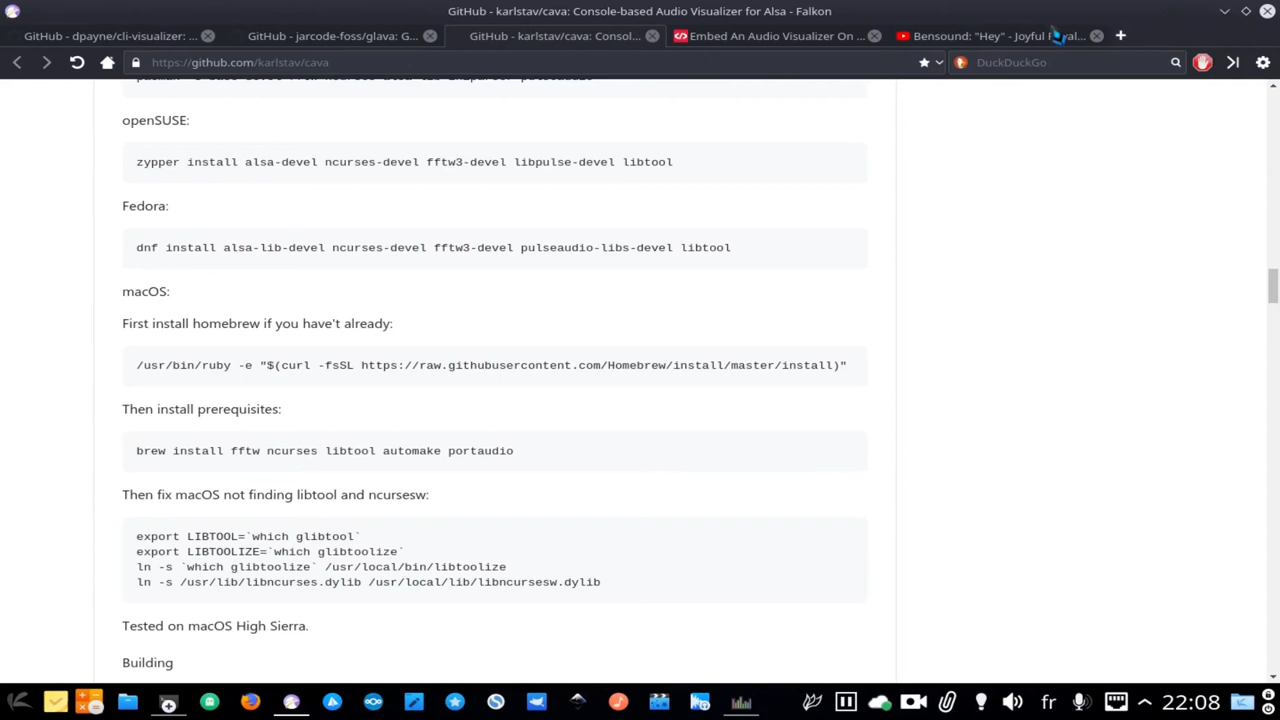 GitHub - karlstav/cava: Console-based Audio Visualizer for Alsa - Falkon
GitHub - dpayne/cli-visualizer: ...
GitHub - jarcode-foss/glava: G...
GitHub - karlstav/cava: Consol...
Embed An Audio Visualizer On ...
Bensound: "Hey" - Joyful
https://github.com/karlstav/cava
DuckDuckGo
openSUSE:
zypper install alsa-devel ncurses-devel fftw3-devel libpulse-devel libtool
Fedora:
dnf install alsa-lib-devel ncurses-devel fftw3-devel pulseaudio-libs-devel libtool
macOS:
First install homebrew if you have't already:
/usr/bin/ruby -e "$(curl -fsSL https://raw.githubusercontent.com/Homebrew/install/master/install)"
Then install prerequisites:
brew install fftw ncurses libtool automake portaudio
Then fix macOS not finding libtool and ncursesw:
export LIBTOOL=`which glibtool`
export LIBTOOLIZE=`which glibtoolize`
ln -s `which glibtoolize` /usr/local/bin/libtoolize
ln -s /usr/lib/libncurses.dylib /usr/local/lib/libncursesw.dylib
Tested on macOS High Sierra.
Building
fr
22:08